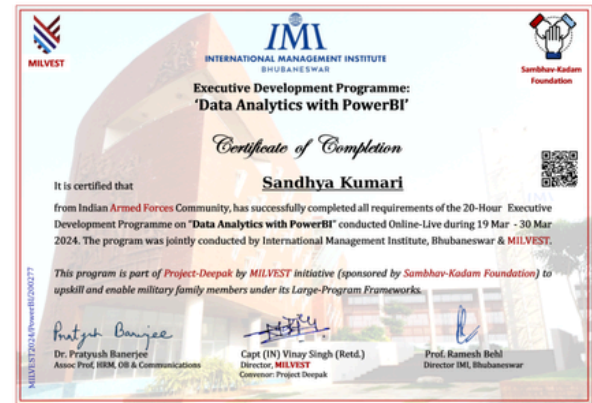 MILVEST
IMI
INTERNATIONAL MANAGEMENT INSTITUTE
BHUBANESWAR
Sambhav-Kadam
Foundation
Executive Development Programme:
‘Data Analytics with PowerBI’
Certificate of Completion
It is certified that Sandhya Kumari
from Indian Armed Forces Community, has successfully completed all requirements of the 20-Hour Executive
Development Programme on “Data Analytics with PowerBI” conducted Online-Live during 19 Mar - 30 Mar
2024. The program was jointly conducted by International Management Institute, Bhubaneswar & MILVEST.
This program is part of Project-Deepak by MILVEST initiative (sponsored by Sambhav-Kadam Foundation) to
upskill and enable military family members under its Large-Program Frameworks.
Pratyush Banerjee
Dr. Pratyush Banerjee
Assoc Prof, HRM, OB & Communications
Capt (IN) Vinay Singh (Retd.)
Director, MILVEST
Convenor: Project Deepak
Prof. Ramesh Behl
Director IMI, Bhubaneswar
MILVEST2024/PowerBI/200277